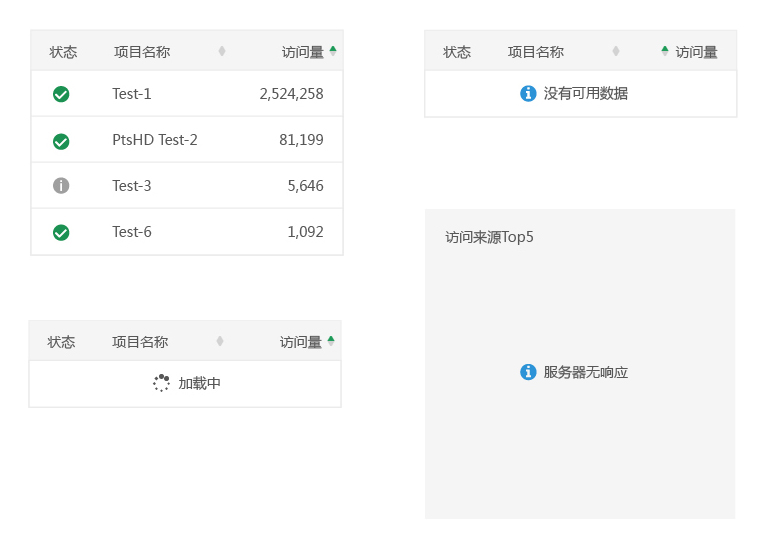 状态 项目名称 访问量
Test-1 2,524,258
PtsHD Test-2 81,199
Test-3 5,646
Test-6 1,092
状态 项目名称 访问量
加载中
状态 项目名称 访问量
没有可用数据
访问来源Top5
服务器无响应